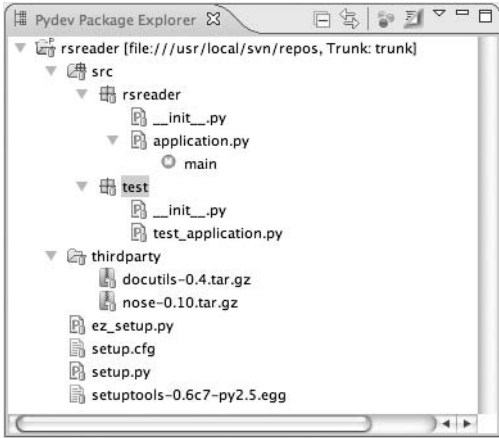 Pydev Package Explorer
rsreader [file:///usr/local/svn/repos, Trunk: trunk]
src
rsreader
__init__.py
application.py
main
test
__init__.py
test_application.py
thirdparty
docutils-0.4.tar.gz
nose-0.10.tar.gz
ez_setup.py
setup.cfg
setup.py
setuptools-0.6c7-py2.5.egg